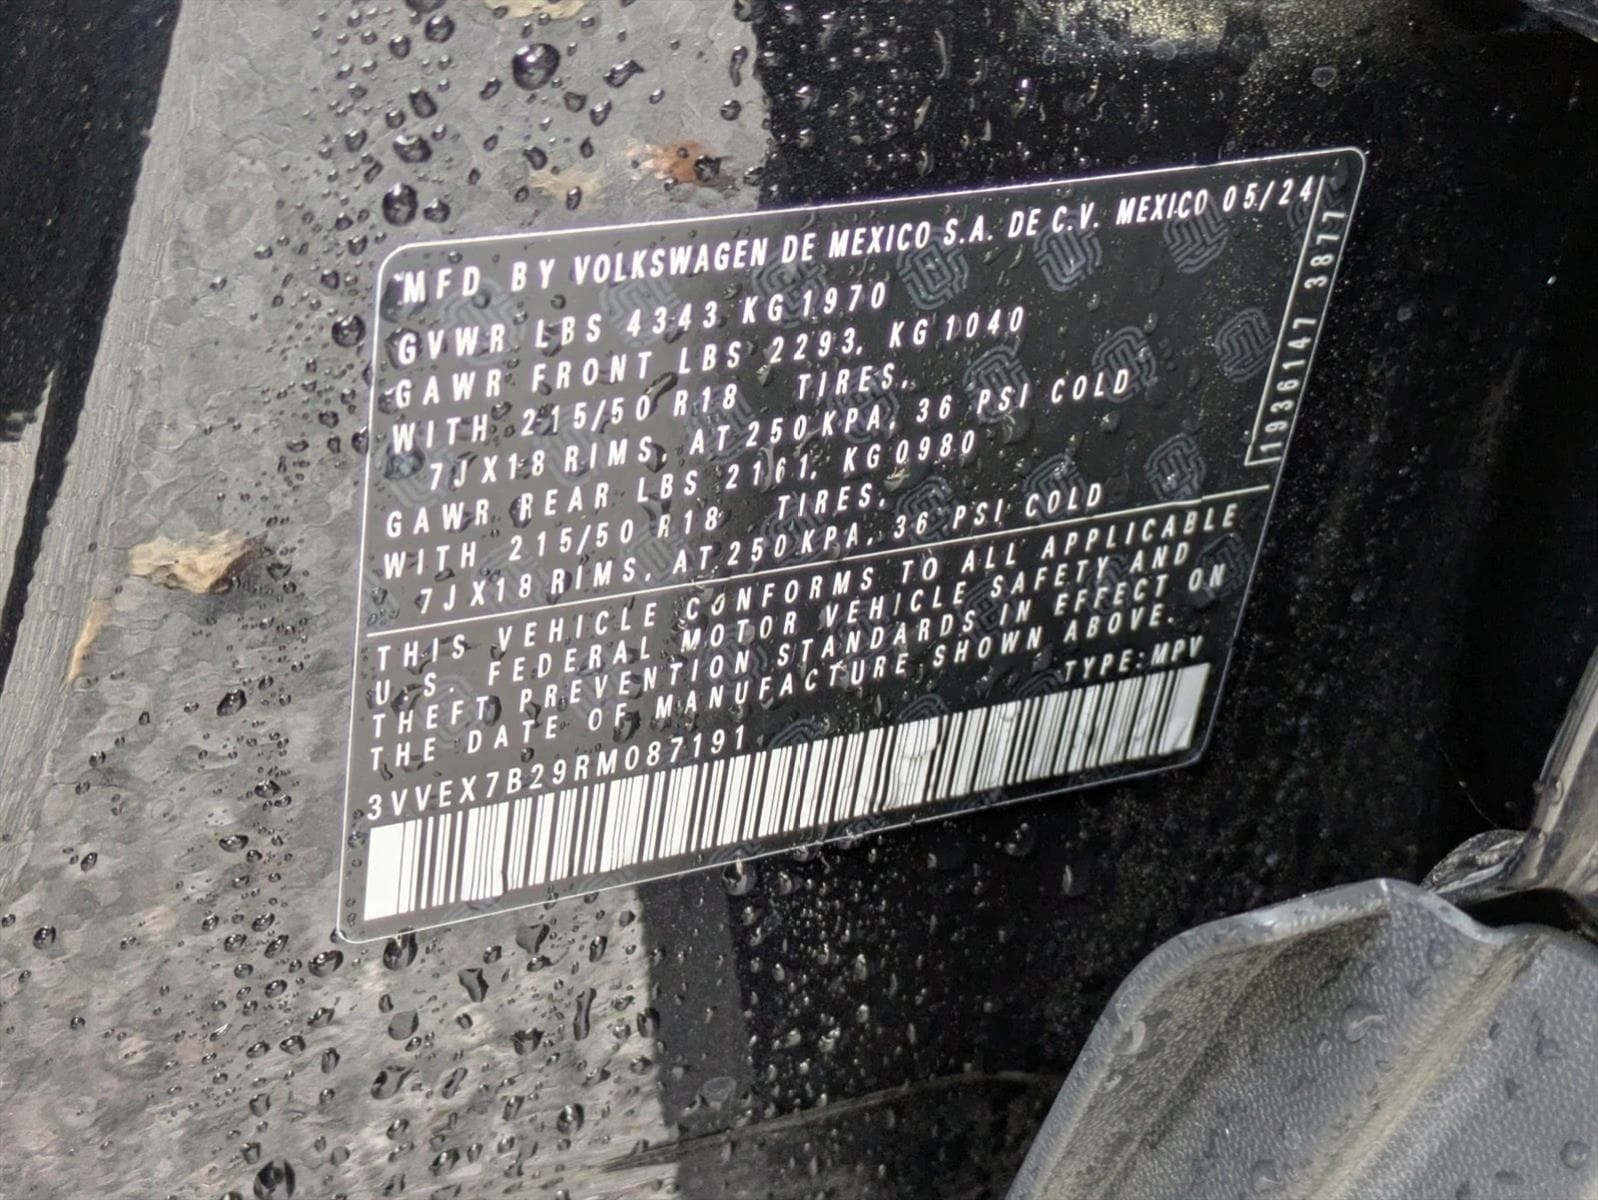 MFD BY VOLKSWAGEN DE MEXICO S.A. DE C.V. MEXICO 05/24
GVWR LBS 4343 KG 1970
GAWR FRONT LBS 2293, KG 1040
WITH 215/50 R18 TIRES,
7JX18 RIMS, AT 250 KPA, 36 PSI COLD
GAWR REAR LBS 2161, KG 0980
WITH 215/50 R18 TIRES,
7JX18 RIMS, AT 250 KPA, 36 PSI COLD
THIS VEHICLE CONFORMS TO ALL APPLICABLE
U.S. FEDERAL MOTOR VEHICLE SAFETY AND
THEFT PREVENTION STANDARDS IN EFFECT ON
THE DATE OF MANUFACTURE SHOWN ABOVE.
TYPE: MPV
3VVEX7B29RM087191
1936147 3877